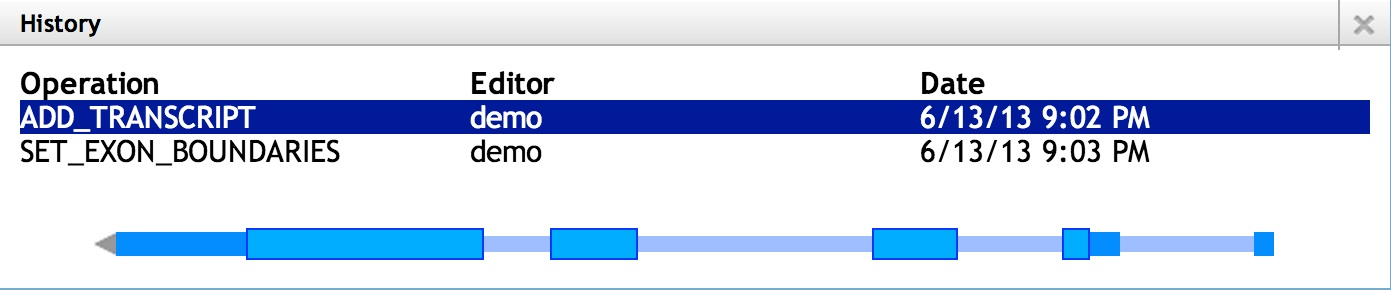 History
Operation Editor Date
ADD_TRANSCRIPT demo 6/13/13 9:02 PM
SET_EXON_BOUNDARIES demo 6/13/13 9:03 PM